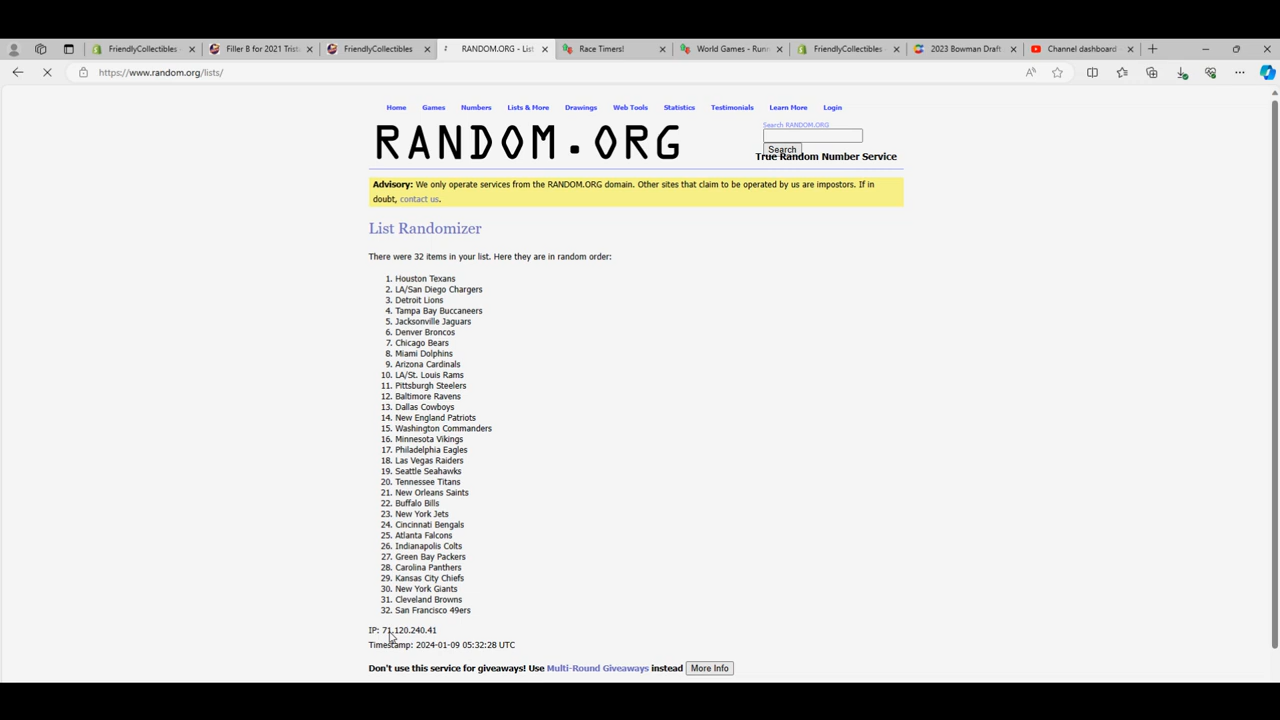 FriendlyCollectibles -
Filler B for 2021 Trist
FriendlyCollectibles
RANDOM.ORG - List
Race Timers!
World Games - Runn
FriendlyCollectibles
2023 Bowman Draft
Channel dashboard -
https://www.random.org/lists/
Home Games Numbers Lists & More Drawings Web Tools Statistics Testimonials Learn More Login
RANDOM.ORG
Search RANDOM.ORG
Search
True Random Number Service
Advisory: We only operate services from the RANDOM.ORG domain. Other sites that claim to be operated by us are impostors. If in
doubt, contact us.
List Randomizer
There were 32 items in your list. Here they are in random order:
1. Houston Texans
2. LA/San Diego Chargers
3. Detroit Lions
4. Tampa Bay Buccaneers
5. Jacksonville Jaguars
6. Denver Broncos
7. Chicago Bears
8. Miami Dolphins
9. Arizona Cardinals
10. LA/St. Louis Rams
11. Pittsburgh Steelers
12. Baltimore Ravens
13. Dallas Cowboys
14. New England Patriots
15. Washington Commanders
16. Minnesota Vikings
17. Philadelphia Eagles
18. Las Vegas Raiders
19. Seattle Seahawks
20. Tennessee Titans
21. New Orleans Saints
22. Buffalo Bills
23. New York Jets
24. Cincinnati Bengals
25. Atlanta Falcons
26. Indianapolis Colts
27. Green Bay Packers
28. Carolina Panthers
29. Kansas City Chiefs
30. New York Giants
31. Cleveland Browns
32. San Francisco 49ers
IP: 71.120.240.41
Timestamp: 2024-01-09 05:32:28 UTC
Don't use this service for giveaways! Use Multi-Round Giveaways instead More Info